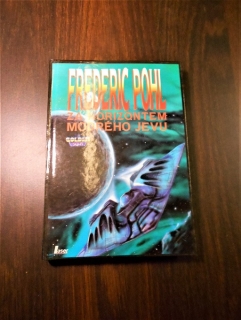 FREDERIC POHL
ZA HORIZONTEM
MODRÉHO JEVU